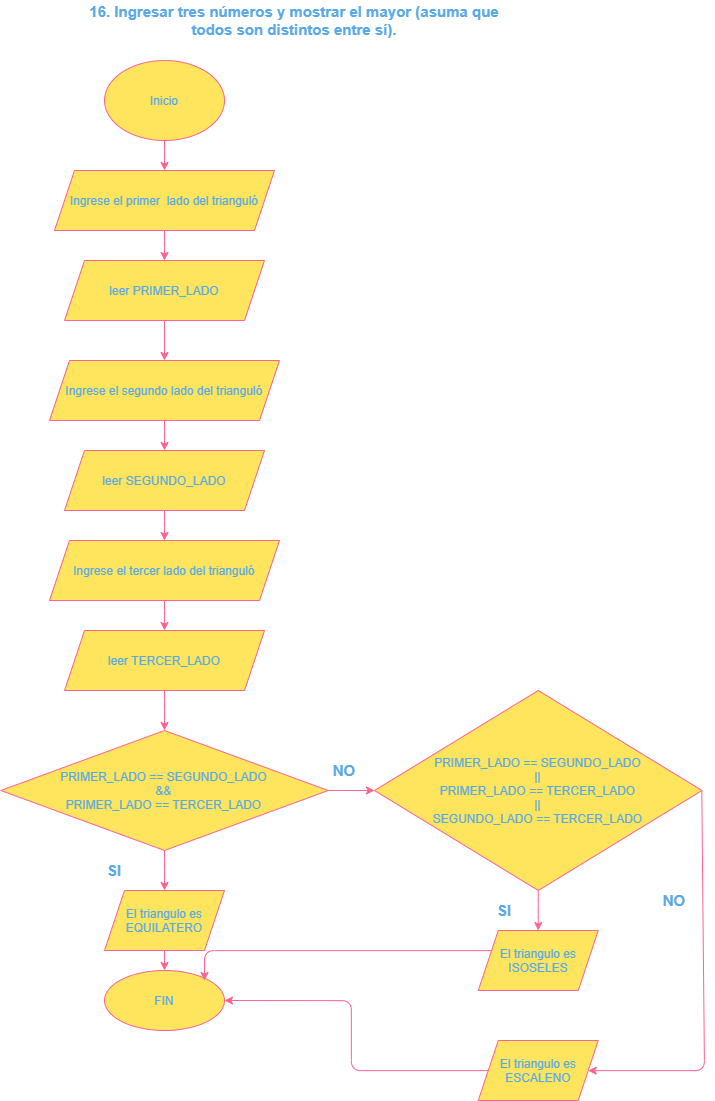 16. Ingresar tres números y mostrar el mayor (asuma que
todos son distintos entre sí).
Inicio
Ingrese el primer  lado del trianguló
leer PRIMER_LADO
Ingrese el segundo lado del trianguló
leer SEGUNDO_LADO
Ingrese el tercer lado del trianguló
leer TERCER_LADO
PRIMER_LADO == SEGUNDO_LADO
&&
PRIMER_LADO == TERCER_LADO
NO
PRIMER_LADO == SEGUNDO_LADO
||
PRIMER_LADO == TERCER_LADO
||
SEGUNDO_LADO == TERCER_LADO
SI
El triangulo es
EQUILATERO
SI
NO
El triangulo es
ISOSELES
FIN
El triangulo es
ESCALENO